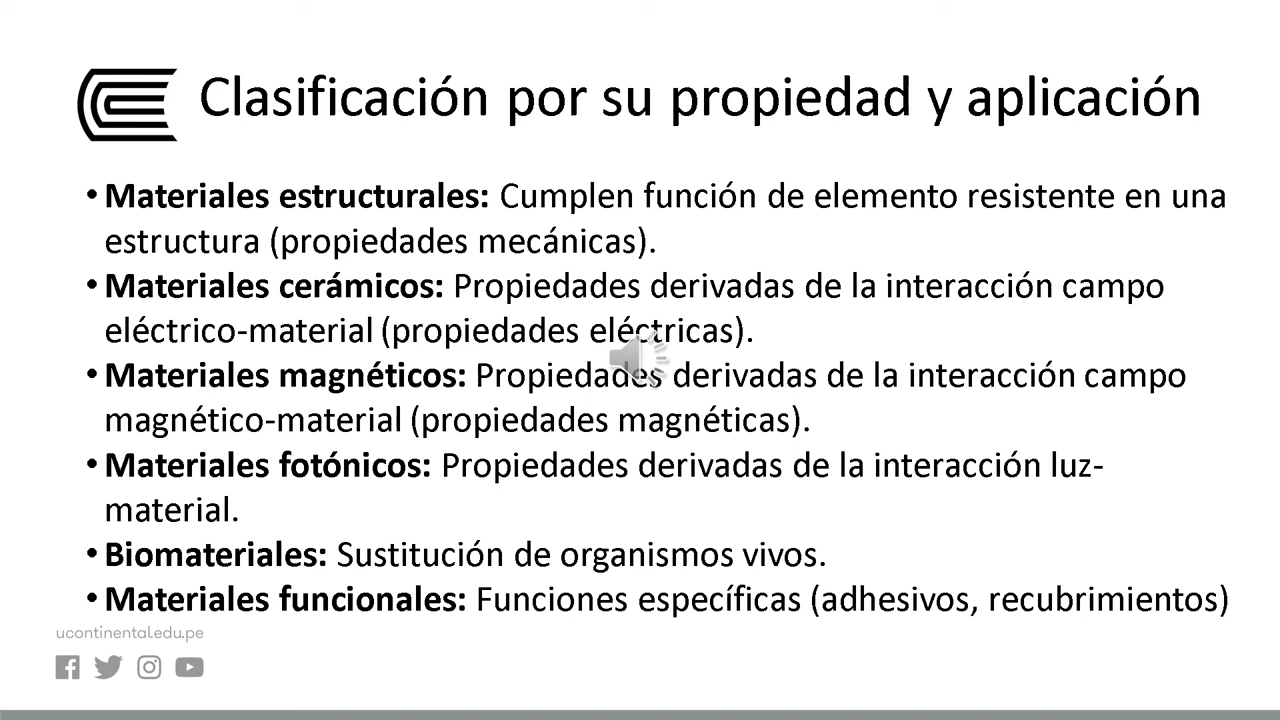 Clasificación por su propiedad y aplicación
• Materiales estructurales: Cumplen función de elemento resistente en una
estructura (propiedades mecánicas).
• Materiales cerámicos: Propiedades derivadas de la interacción campo
eléctrico-material (propiedades eléctricas).
• Materiales magnéticos: Propiedades derivadas de la interacción campo
magnético-material (propiedades magnéticas).
• Materiales fotónicos: Propiedades derivadas de la interacción luz-
material.
• Biomateriales: Sustitución de organismos vivos.
• Materiales funcionales: Funciones específicas (adhesivos, recubrimientos)
ucontinental.edu.pe